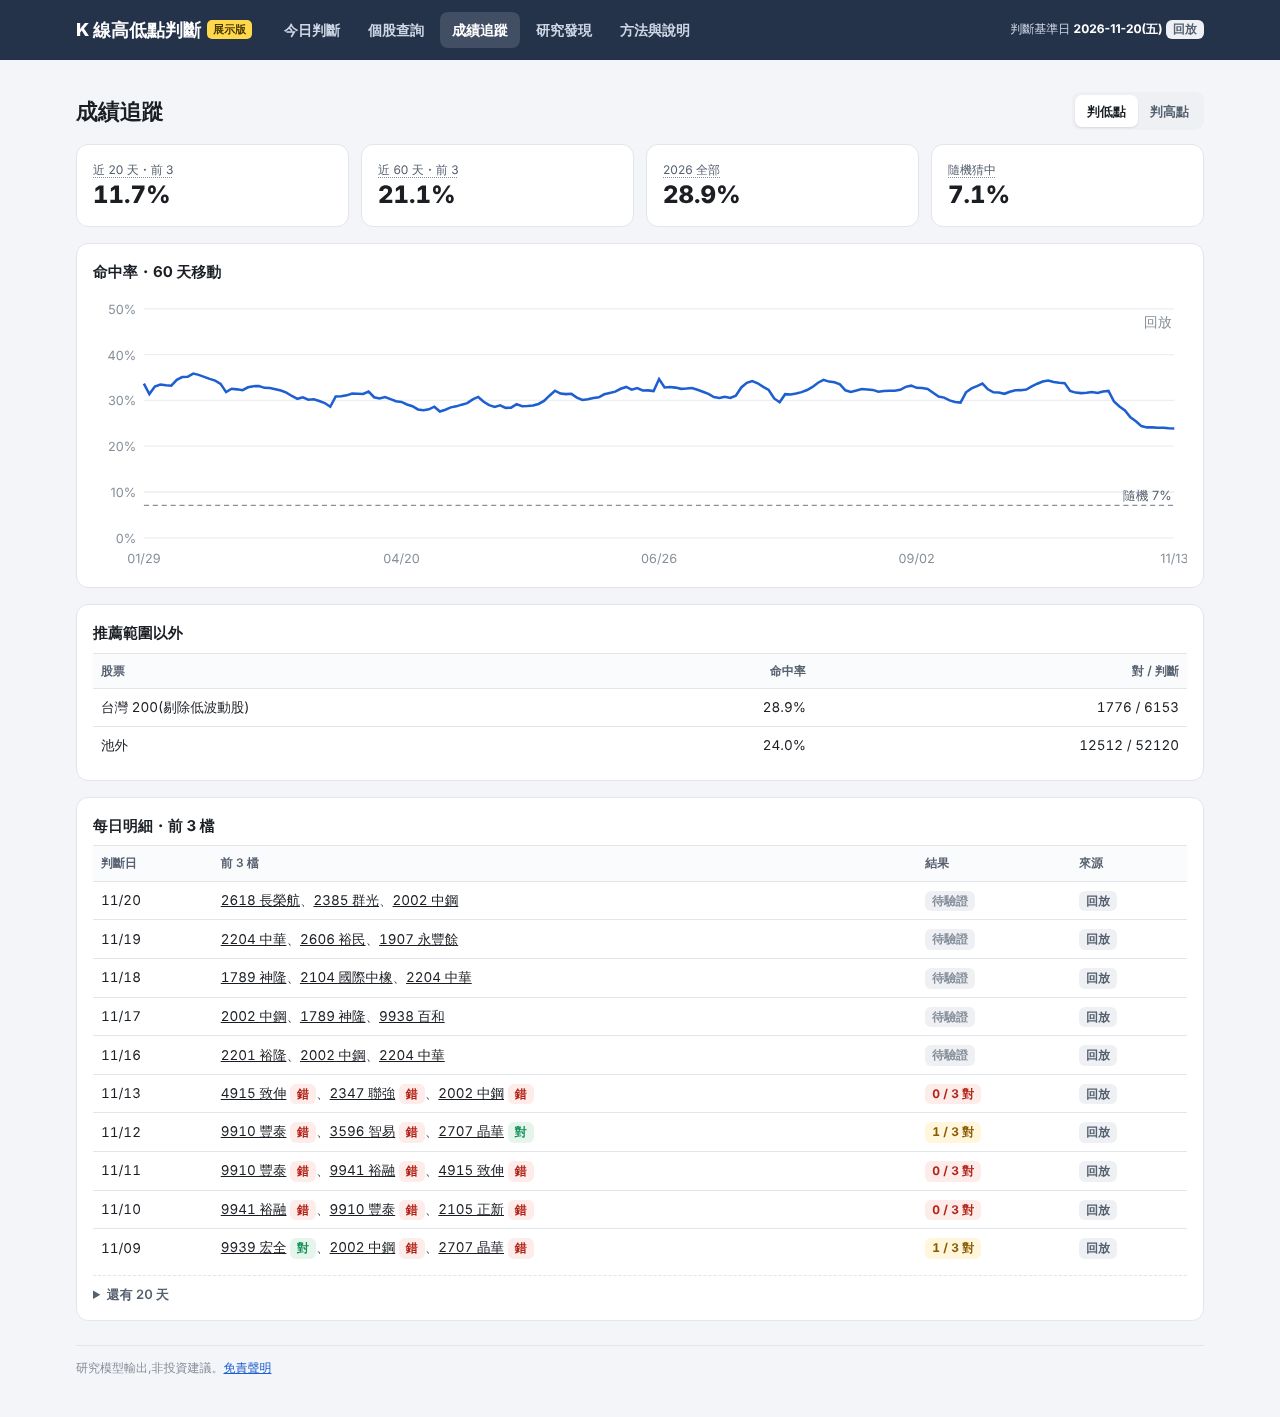 K 線高低點判斷 展示版 今日判斷 個股查詢 成績追蹤 研究發現 方法與說明 判斷基準日 2026-11-20(五) 回放
成績追蹤 判低點 判高點
近 20 天・前 3
11.7%
近 60 天・前 3
21.1%
2026 全部
28.9%
隨機猜中
7.1%
命中率・60 天移動
50%
回放
40%
30%
20%
10%
隨機 7%
0%
01/29 04/20 06/26 09/02 11/13
推薦範圍以外
股票 命中率 對 / 判斷
台灣 200(剔除低波動股) 28.9% 1776 / 6153
池外 24.0% 12512 / 52120
每日明細・前 3 檔
判斷日 前 3 檔 結果 來源
11/20 2618 長榮航、2385 群光、2002 中鋼 待驗證 回放
11/19 2204 中華、2606 裕民、1907 永豐餘 待驗證 回放
11/18 1789 神隆、2104 國際中橡、2204 中華 待驗證 回放
11/17 2002 中鋼、1789 神隆、9938 百和 待驗證 回放
11/16 2201 裕隆、2002 中鋼、2204 中華 待驗證 回放
11/13 4915 致伸 錯、2347 聯強 錯、2002 中鋼 錯 0 / 3 對 回放
11/12 9910 豐泰 錯、3596 智易 錯、2707 晶華 對 1 / 3 對 回放
11/11 9910 豐泰 錯、9941 裕融 錯、4915 致伸 錯 0 / 3 對 回放
11/10 9941 裕融 錯、9910 豐泰 錯、2105 正新 錯 0 / 3 對 回放
11/09 9939 宏全 對、2002 中鋼 錯、2707 晶華 錯 1 / 3 對 回放
▶ 還有 20 天
研究模型輸出,非投資建議。免責聲明